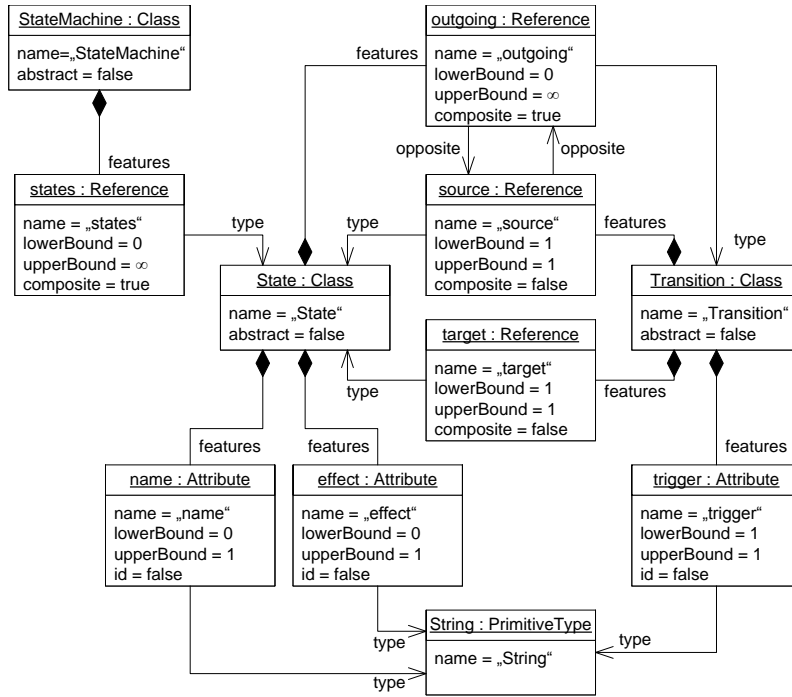 StateMachine : Class
name=„StateMachine“
abstract = false
features
states : Reference
name = „states“
lowerBound = 0
upperBound = ∞
composite = true
type
outgoing : Reference
name = „outgoing“
lowerBound = 0
upperBound = ∞
composite = true
features
opposite
opposite
type
source : Reference
name = „source“
lowerBound = 1
upperBound = 1
composite = false
type
features
State : Class
name = „State“
abstract = false
Transition : Class
name = „Transition“
abstract = false
target : Reference
name = „target“
lowerBound = 1
upperBound = 1
composite = false
type
features
features
features
features
name : Attribute
name = „name“
lowerBound = 0
upperBound = 1
id = false
effect : Attribute
name = „effect“
lowerBound = 0
upperBound = 1
id = false
trigger : Attribute
name = „trigger“
lowerBound = 1
upperBound = 1
id = false
String : PrimitiveType
name = „String“
type
type
type